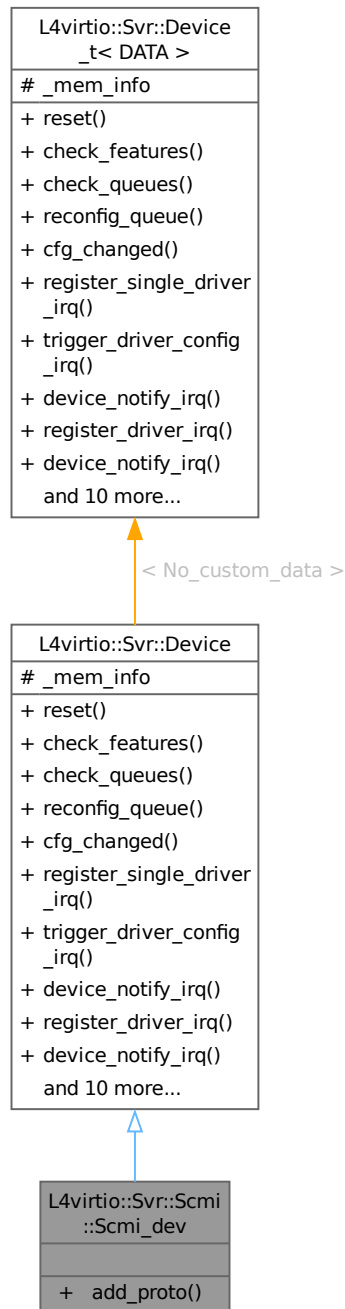 L4virtio::Svr::Device
_t< DATA >
# _mem_info
+ reset()
+ check_features()
+ check_queues()
+ reconfig_queue()
+ cfg_changed()
+ register_single_driver
_irq()
+ trigger_driver_config
_irq()
+ device_notify_irq()
+ register_driver_irq()
+ device_notify_irq()
and 10 more...
< No_custom_data >
L4virtio::Svr::Device
# _mem_info
+ reset()
+ check_features()
+ check_queues()
+ reconfig_queue()
+ cfg_changed()
+ register_single_driver
_irq()
+ trigger_driver_config
_irq()
+ device_notify_irq()
+ register_driver_irq()
+ device_notify_irq()
and 10 more...
L4virtio::Svr::Scmi
::Scmi_dev
+ add_proto()